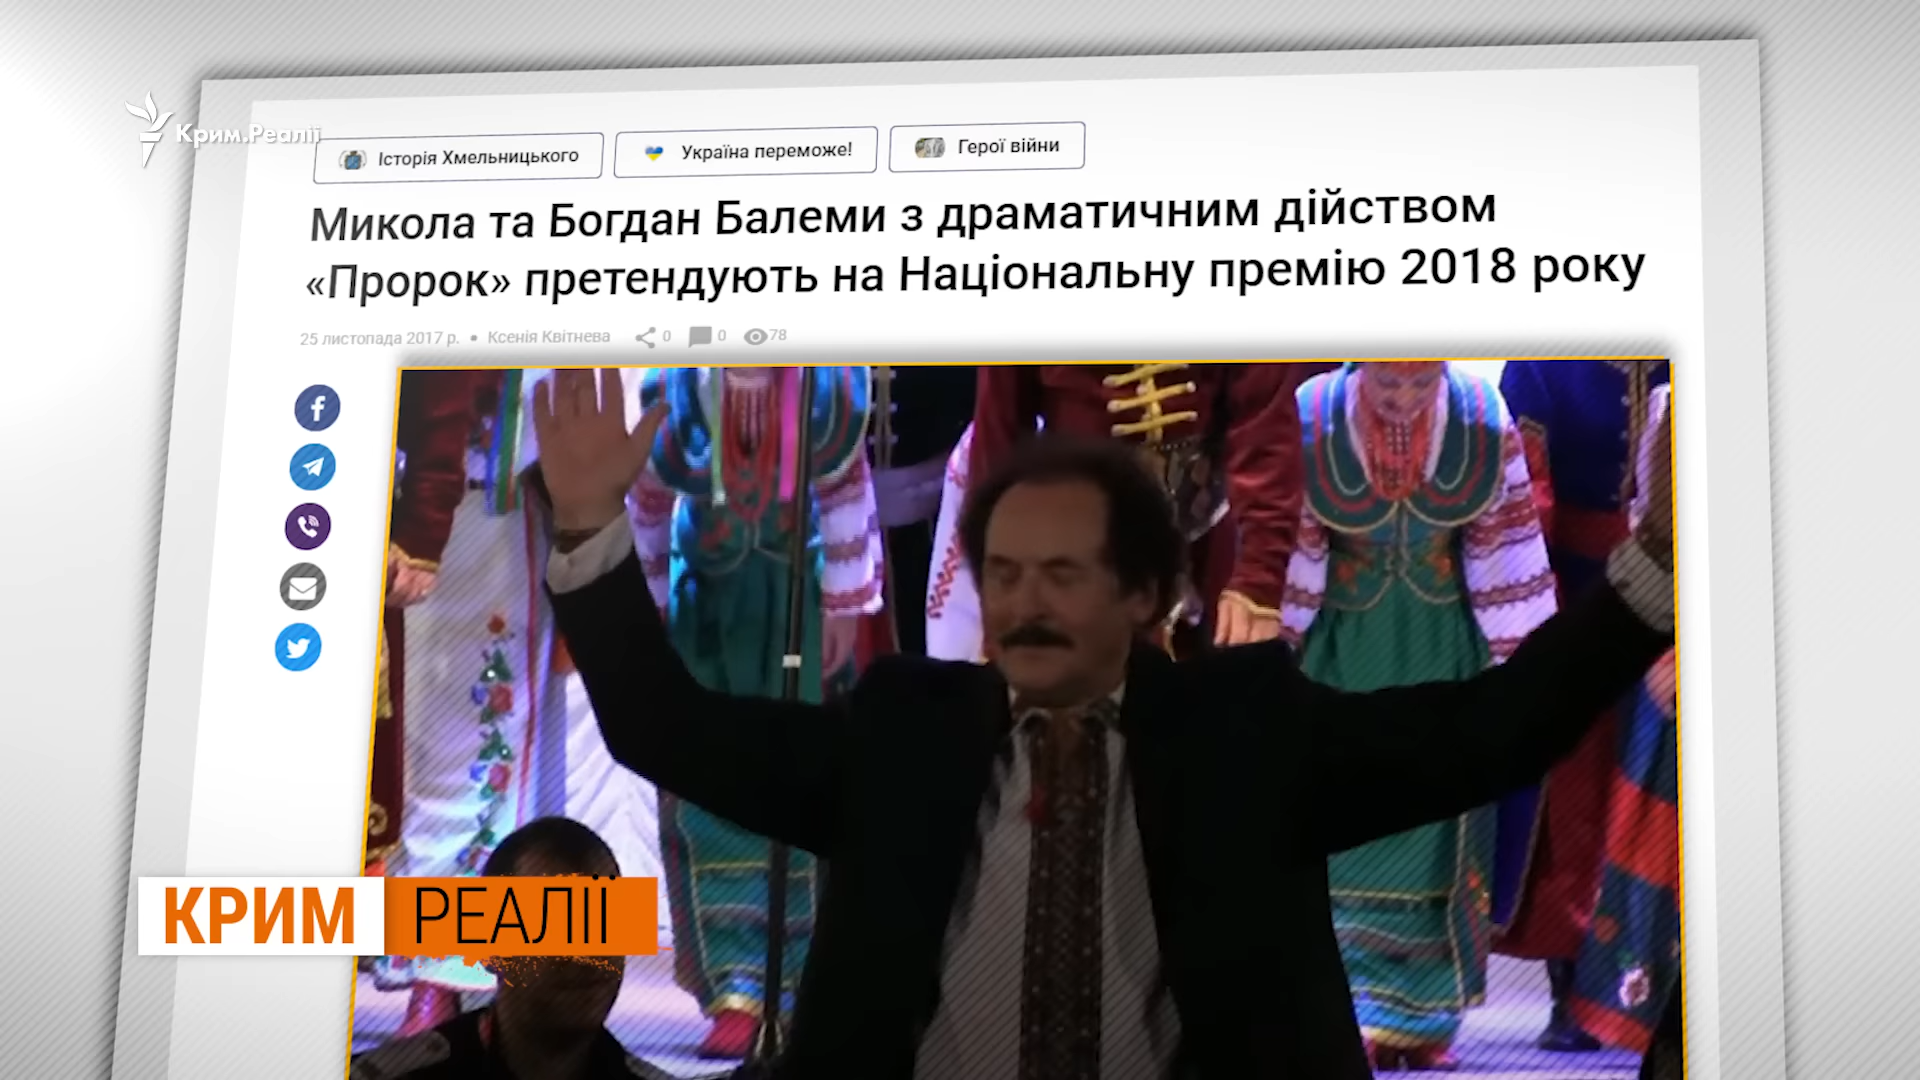 Крим.Реалії
Історія Хмельницького
Україна переможе!
Герої війни
Микола та Богдан Балеми з драматичним дійством
«Пророк» претендують на Національну премію 2018 року
25 листопада 2017 р. • Ксенія Квітнева 0 0 78
КРИМ РЕАЛІЇ